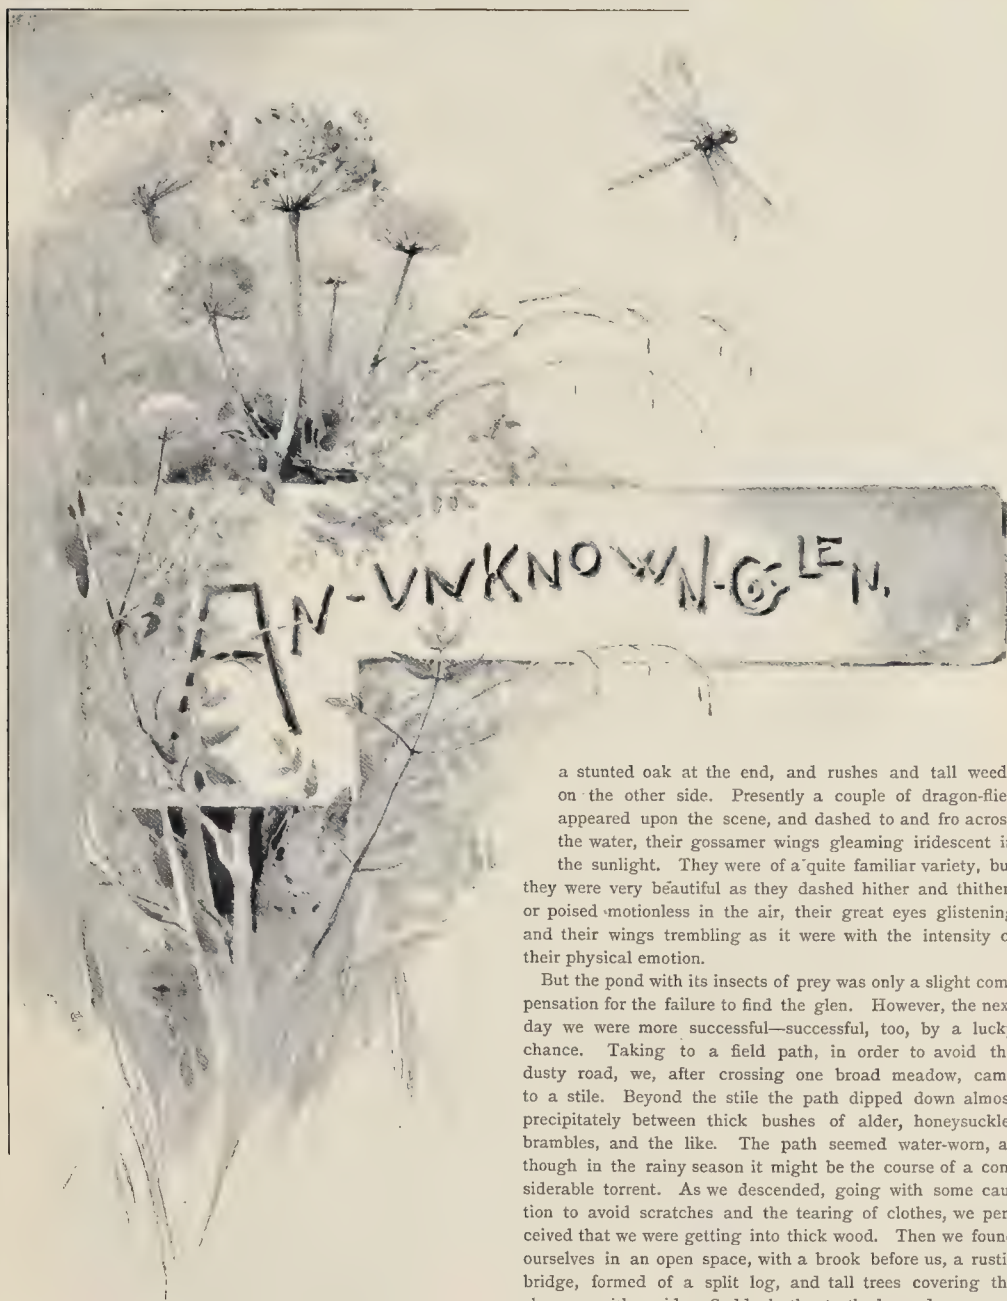 AN-VNKNOWN-GLEN.
a stunted oak at the end, and rushes and tall weed
on the other side. Presently a couple of dragon-flie
appeared upon the scene, and dashed to and fro acros
the water, their gossamer wings gleaming iridescent i
the sunlight. They were of a quite familiar variety, bu
they were very beautiful as they dashed hither and thither
or poised motionless in the air, their great eyes glistening
and their wings trembling as it were with the intensity o
their physical emotion.
But the pond with its insects of prey was only a slight com
pensation for the failure to find the glen. However, the nex
day we were more successful—successful, too, by a luck
chance. Taking to a field path, in order to avoid th
dusty road, we, after crossing one broad meadow, cam
to a stile. Beyond the stile the path dipped down almos
precipitately between thick bushes of alder, honeysuckle
brambles, and the like. The path seemed water-worn, a
though in the rainy season it might be the course of a con
siderable torrent. As we descended, going with some cau
tion to avoid scratches and the tearing of clothes, we per
ceived that we were getting into thick wood. Then we foun
ourselves in an open space, with a brook before us, a rusti
bridge, formed of a split log, and tall trees covering th